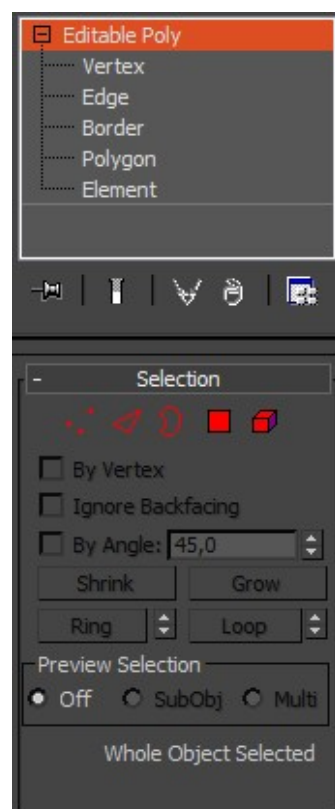 Editable Poly
Vertex
Edge
Border
Polygon
Element
- Selection
By Vertex
Ignore Backfacing
By Angle: 45,0
Shrink Grow
Ring Loop
Preview Selection
Off SubObj Multi
Whole Object Selected